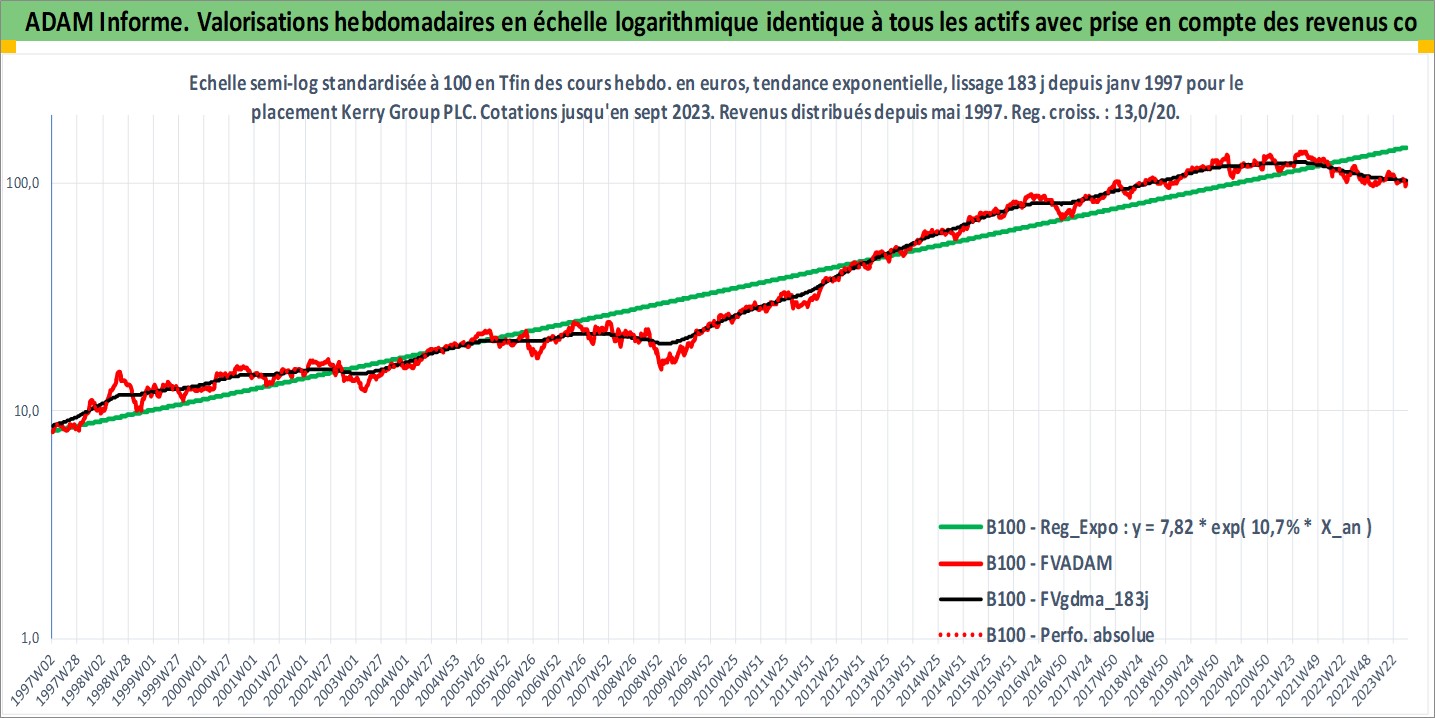 ADAM Informe. Valorisations hebdomadaires en échelle logarithmique identique à tous les actifs avec prise en compte des revenus co
Echelle semi-log standardisée à 100 en Tfin des cours hebdo. en euros, tendance exponentielle, lissage 183 j depuis janv 1997 pour le
placement Kerry Group PLC. Cotations jusqu'en sept 2023. Revenus distribués depuis mai 1997. Reg. croiss. : 13,0/20.
100,0
10,0
1,0
B100 - Reg_Expo : y = 7,82 * exp( 10,7% * X_an )
B100 - FVADAM
B100 - FVgdma_183j
B100 - Perfo. absolue
1997W02
1997W28
1998W02
1998W28
1999W01
1999W27
2000W01
2000W27
2001W01
2001W27
2002W01
2002W27
2003W01
2003W27
2004W01
2004W27
2004W53
2005W26
2005W52
2006W26
2006W52
2007W26
2007W52
2008W26
2008W52
2009W26
2009W52
2010W25
2010W51
2011W25
2011W51
2012W25
2012W51
2013W25
2013W51
2014W25
2014W51
2015W25
2015W51
2016W24
2016W50
2017W24
2017W50
2018W24
2018W50
2019W24
2019W50
2020W24
2020W50
2021W23
2021W49
2022W22
2022W48
2023W22